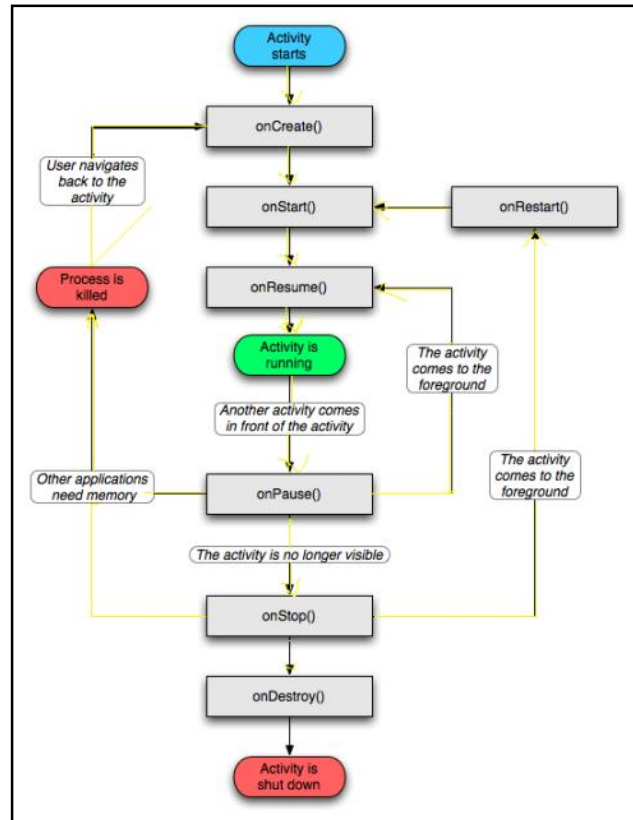 Activity
starts
onCreate()
User navigates
back to the
activity
onStart()
onRestart()
Process is
killed
onResume()
Activity is
running
The activity
comes to the
foreground
Another activity comes
in front of the activity
The activity
comes to the
foreground
Other applications
need memory
onPause()
The activity is no longer visible
onStop()
onDestroy()
Activity is
shut down